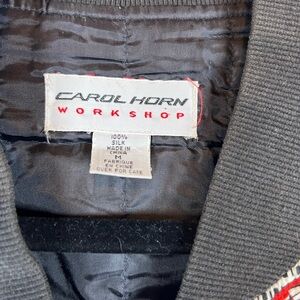 CAROL HORN
WORKSHOP
100%
SILK
MADE IN
CHINA
M
FABRIQUE
EN CHINE
OVER FOR CARE